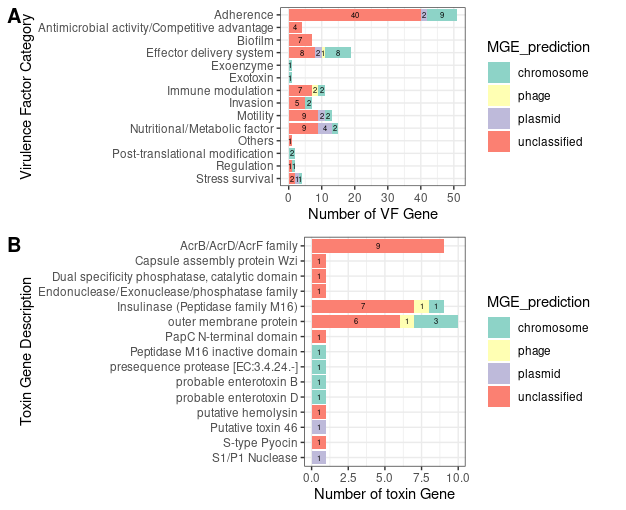 A
Virulence Factor Category
Adherence 40 2 9
Antimicrobial activity/Competitive advantage 4
Biofilm 7
Effector delivery system 8 2 1 8
Exoenzyme 1
Exotoxin 1
Immune modulation 7 2 2
Invasion 5 2
Motility 9 2 2
Nutritional/Metabolic factor 9 4 2
Others 1
Post-translational modification 2
Regulation 1 1
Stress survival 2 1 1
0 10 20 30 40 50
Number of VF Gene
MGE_prediction
chromosome
phage
plasmid
unclassified
B
Toxin Gene Description
AcrB/AcrD/AcrF family 9
Capsule assembly protein Wzi 1
Dual specificity phosphatase, catalytic domain 1
Endonuclease/Exonuclease/phosphatase family 1
Insulinase (Peptidase family M16) 7 1 1
outer membrane protein 6 1 3
PapC N-terminal domain 1
Peptidase M16 inactive domain 1
presequence protease [EC:3.4.24.-] 1
probable enterotoxin B 1
probable enterotoxin D 1
putative hemolysin 1
Putative toxin 46 1
S-type Pyocin 1
S1/P1 Nuclease 1
0.0 2.5 5.0 7.5 10.0
Number of toxin Gene
MGE_prediction
chromosome
phage
plasmid
unclassified